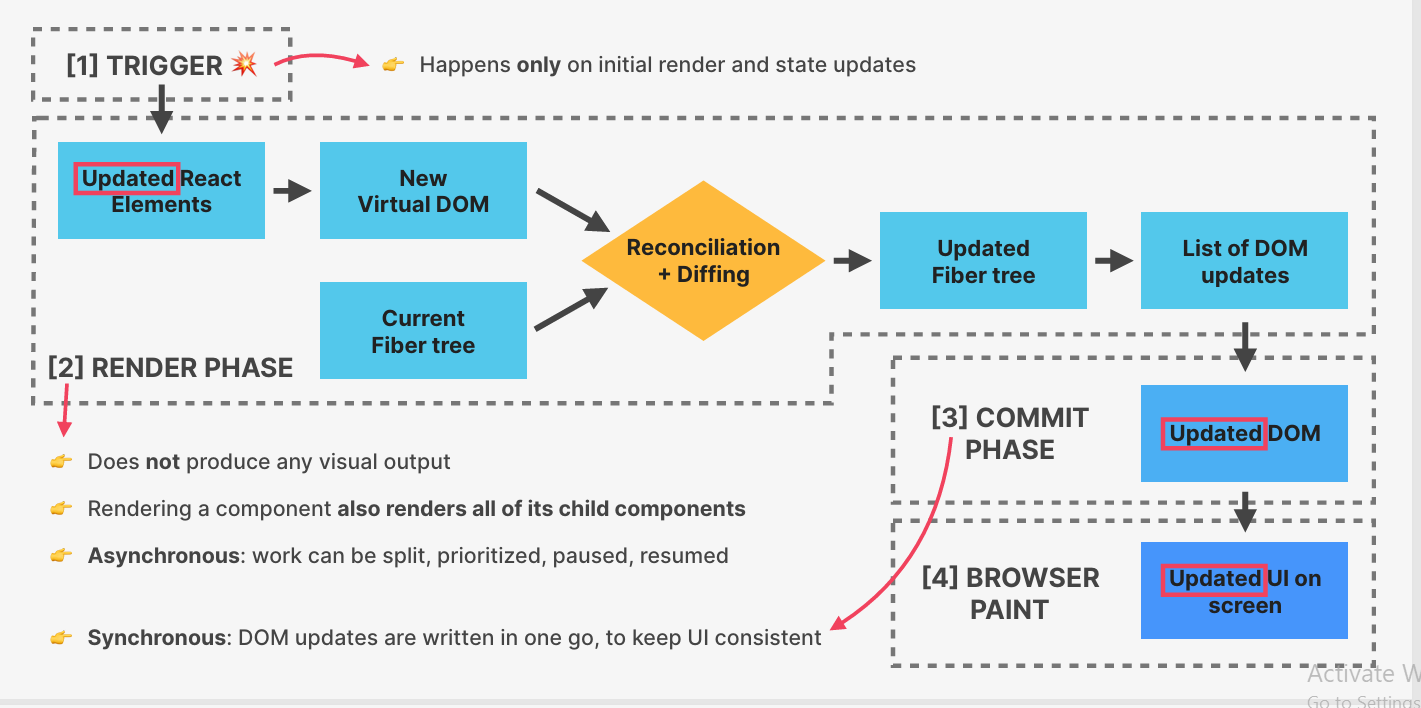 [1] TRIGGER 💥
👉 Happens only on initial render and state updates
Updated React
Elements
New
Virtual DOM
Current
Fiber tree
Reconciliation
+ Diffing
Updated
Fiber tree
List of DOM
updates
[2] RENDER PHASE
👉 Does not produce any visual output
👉 Rendering a component also renders all of its child components
👉 Asynchronous: work can be split, prioritized, paused, resumed
[3] COMMIT
PHASE
Updated DOM
👉 Synchronous: DOM updates are written in one go, to keep UI consistent
[4] BROWSER
PAINT
Updated UI on
screen
Activate W
Go to Settings